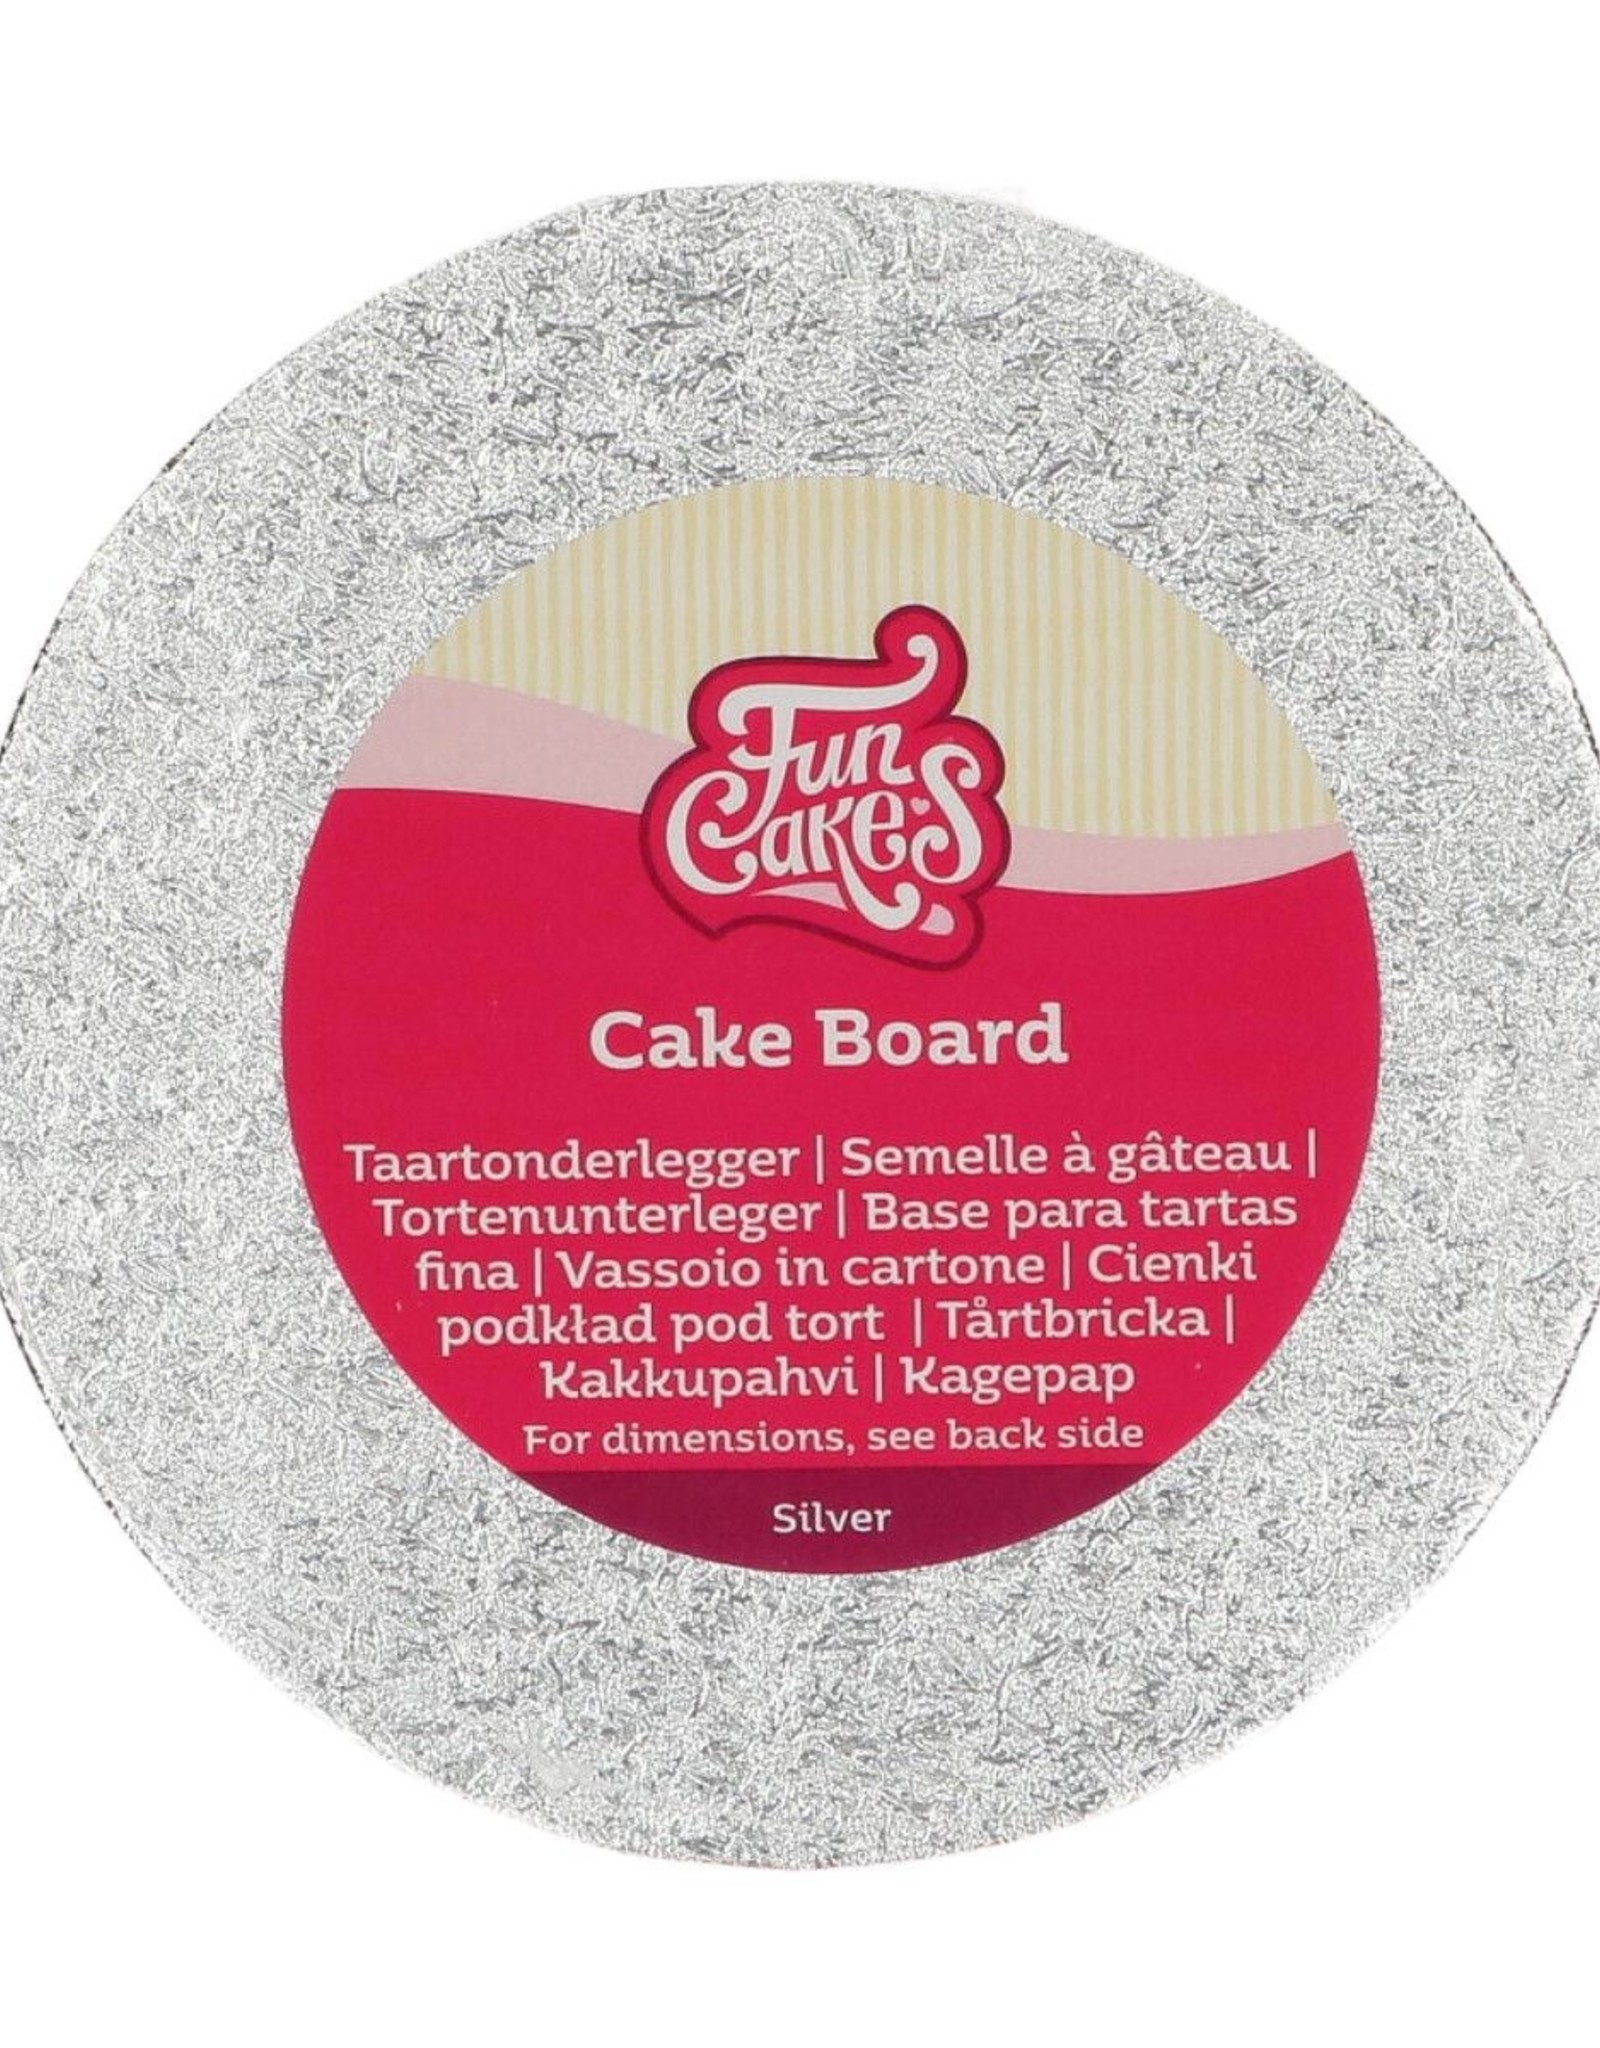 Fun
Cakes
Cake Board
Taartonderlegger | Semelle à gâteau |
Tortenunterleger | Base para tartas
fina | Vassoio in cartone | Cienki
podkład pod tort | Tårtbricka |
Kakkupahvi | Kagepap
For dimensions, see back side
Silver